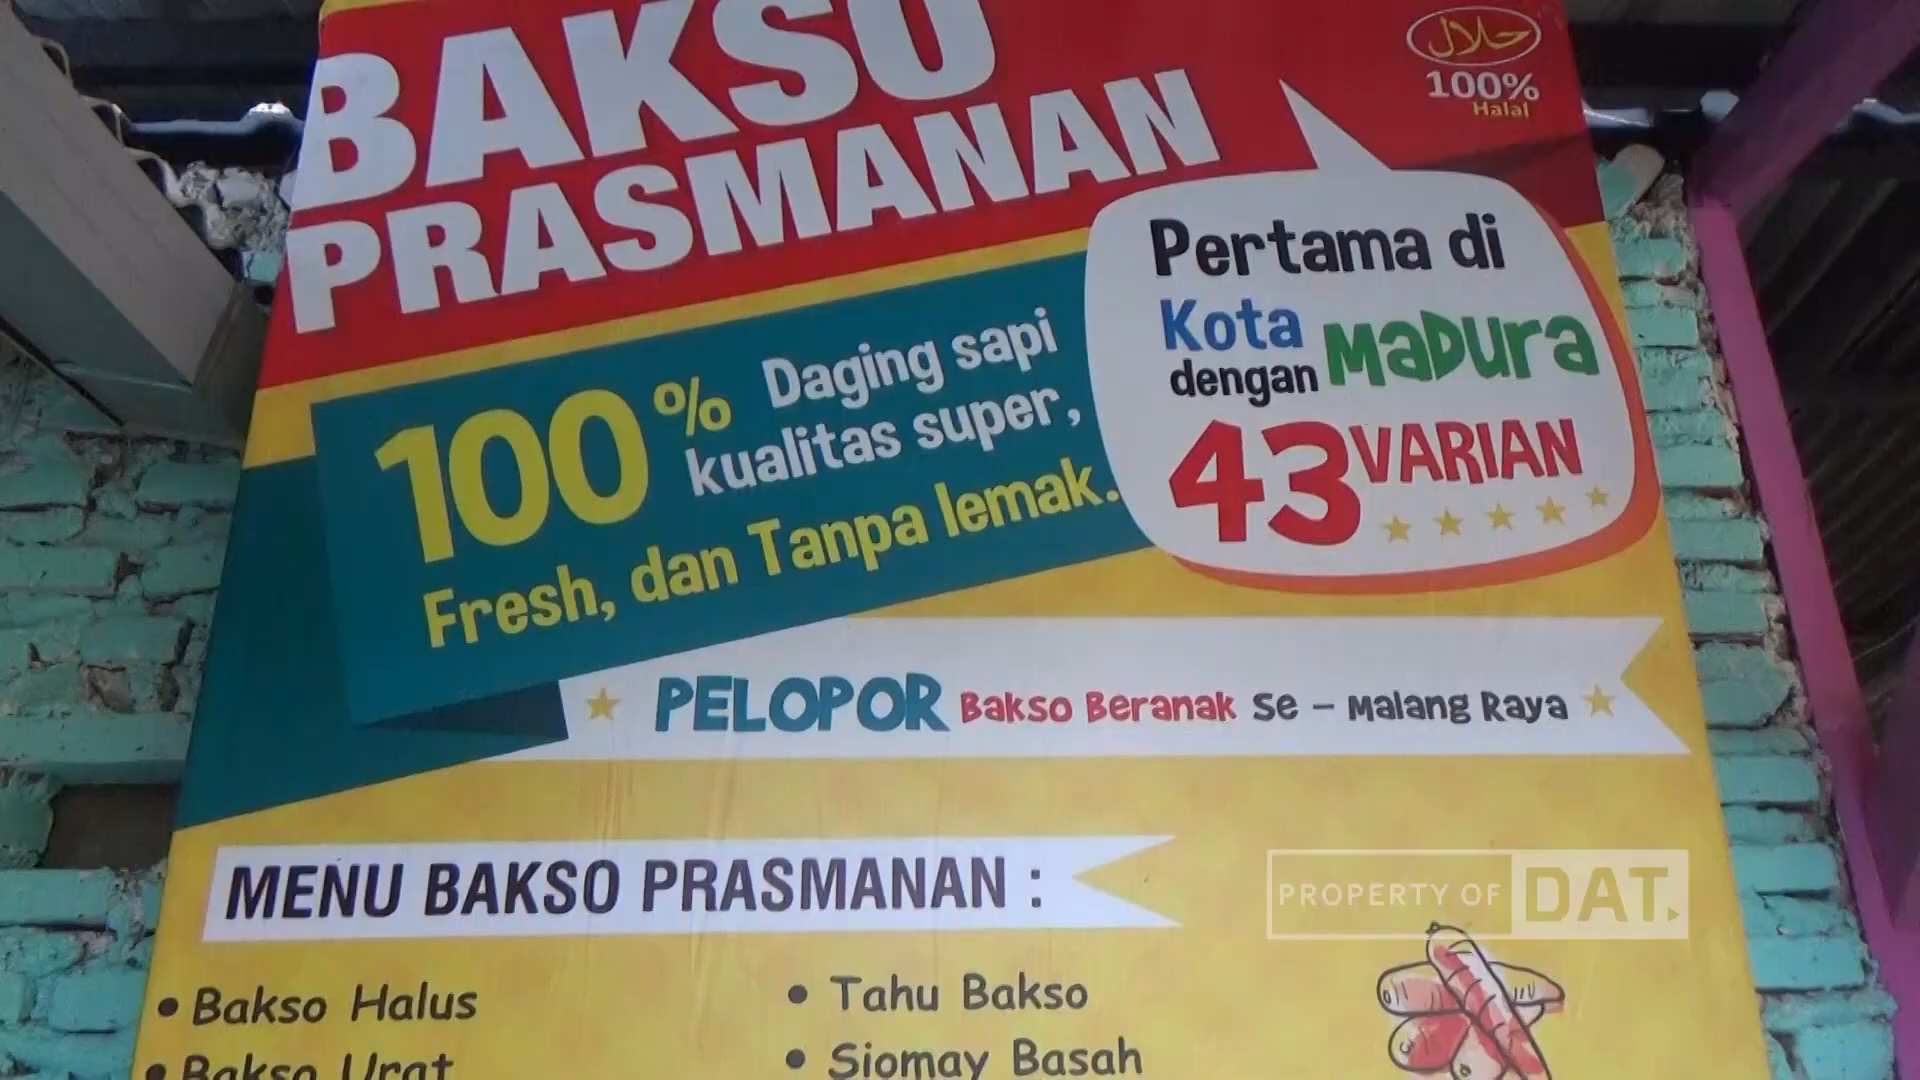 BAKSO
PRASMANAN
حلال
100%
Halal
Pertama di
Kota MADURA
dengan
43 VARIAN
100% Daging sapi
kualitas super,
Fresh, dan Tanpa lemak.
PELOPOR Bakso Beranak Se - Malang Raya
MENU BAKSO PRASMANAN :
PROPERTY OF DAT.
• Bakso Halus
• Tahu Bakso
• Bakso Urat
• Siomay Basah